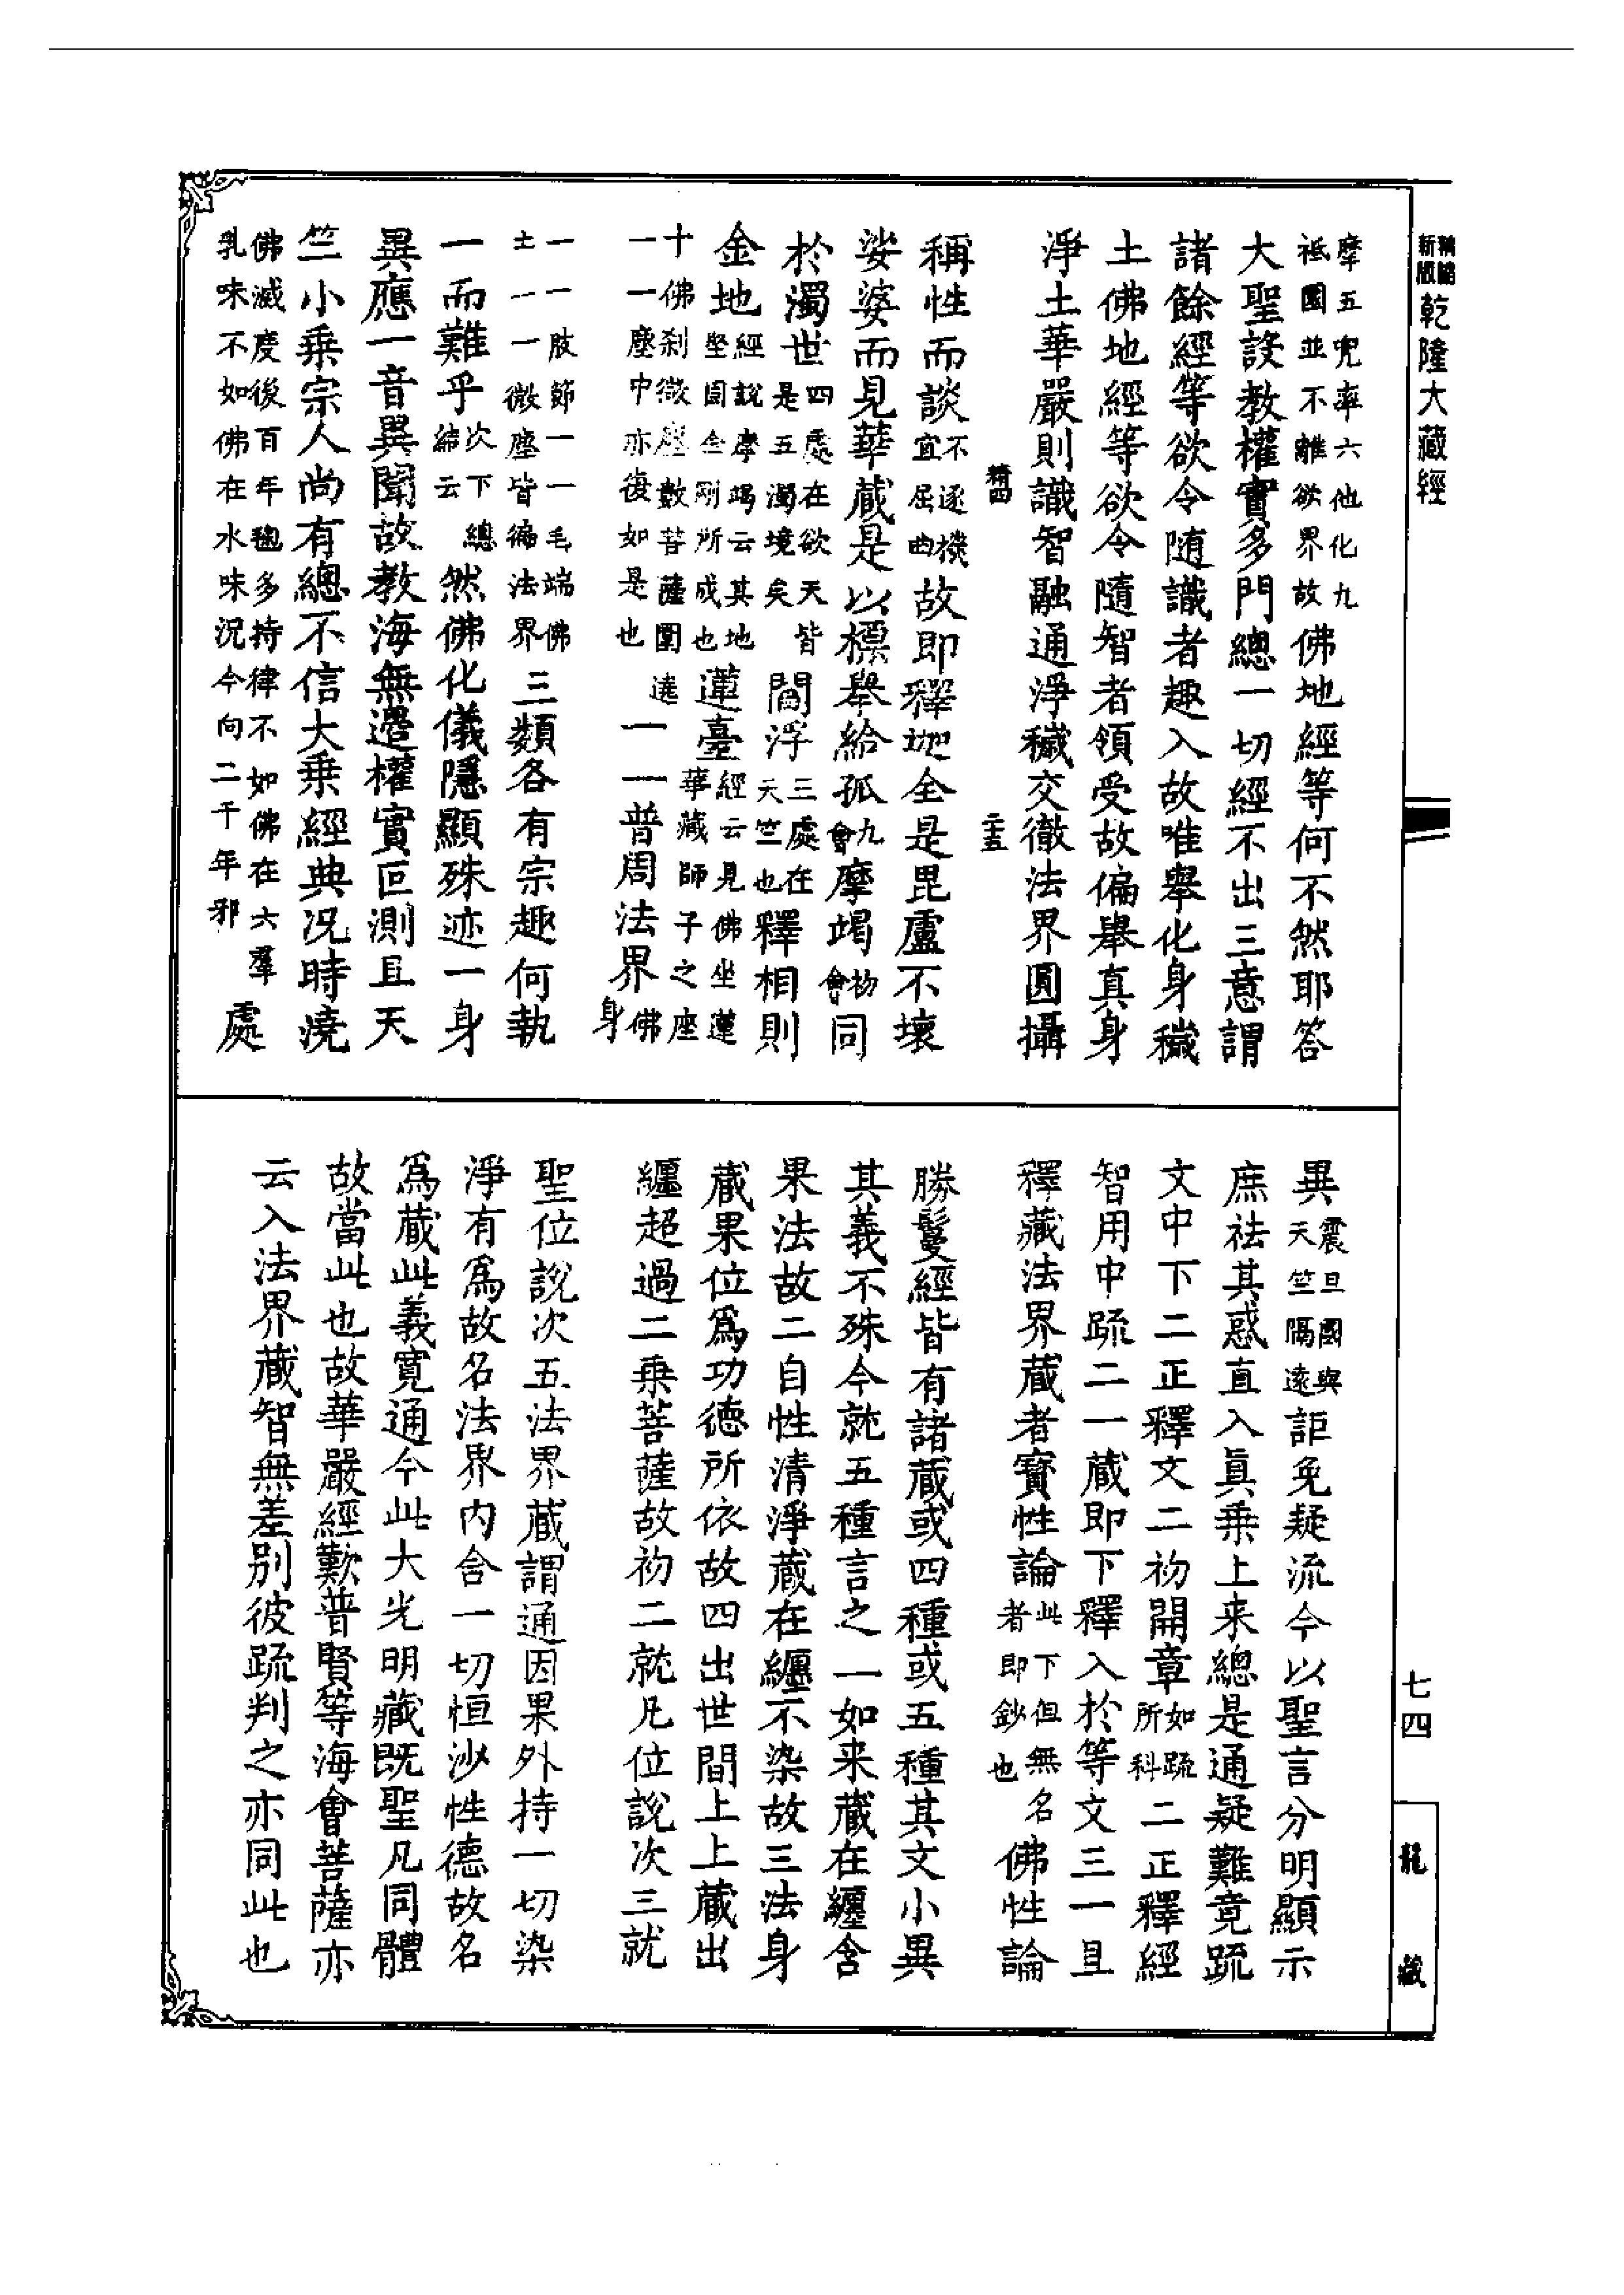 新版精縮乾隆大藏經
摩五兜率六他化九祇園並不離欲界故佛地經等何不然耶答
大聖設教權實多門總一切經不出三意謂
諸餘經等欲令隨識者趣入故唯舉化身穢
土佛地經等欲令隨智者領受故偏舉真身
淨土華嚴則識智融通淨穢交徹法界圓攝
精四
二五
稱性而談不逐機宜屈曲故即釋迦全是毘盧不壞
娑婆而見華藏是以標舉給孤九會摩竭初會同
於濁世四處在欲天皆是五濁境矣閻浮三處在天竺也釋相則
金地經說摩竭云其地堅固金剛所成也蓮臺經云見佛坐蓮華藏師子之座
十佛刹微塵數菩薩圍遶一一塵中亦復如是也一一普周法界佛身
一一肢節一一毛端佛土一一微塵皆徧法界三類各有宗趣何執
一而難乎次下總結云然佛化儀隱顯殊迹一身
異應一音異聞故教海無邊權實叵測且天
竺小乘宗人尚有總不信大乘經典況時澆
佛滅度後百年雖多持律不如佛在六羣乳味不如佛在水味況今向二千年邪處
異震旦國與天竺隔遠詎免疑流今以聖言分明顯示
庶祛其惑直入真乘上來總是通疑難竟疏
文中下二正釋文二初開章如疏所科二正釋經
智用中疏二一藏即下釋入於等文三一且
釋藏法界藏者寶性論此下但無名者即鈔也佛性論
勝鬘經皆有諸藏或四種或五種其文小異
其義不殊今就五種言之一如來藏在纏含
果法故二自性清淨藏在纏不染故三法身
藏果位為功德所依故四出世間上上藏出
纏超過二乘菩薩故初二就凡位說次三就
聖位說次五法界藏謂通因果外持一切染
淨有為故名法界內含一切恒沙性德故名
為藏此義寬通今此大光明藏既聖凡同體
故當此也故華嚴經歎普賢等海會菩薩亦
云入法界藏智無差別彼疏判之亦同此也
七四
龍藏